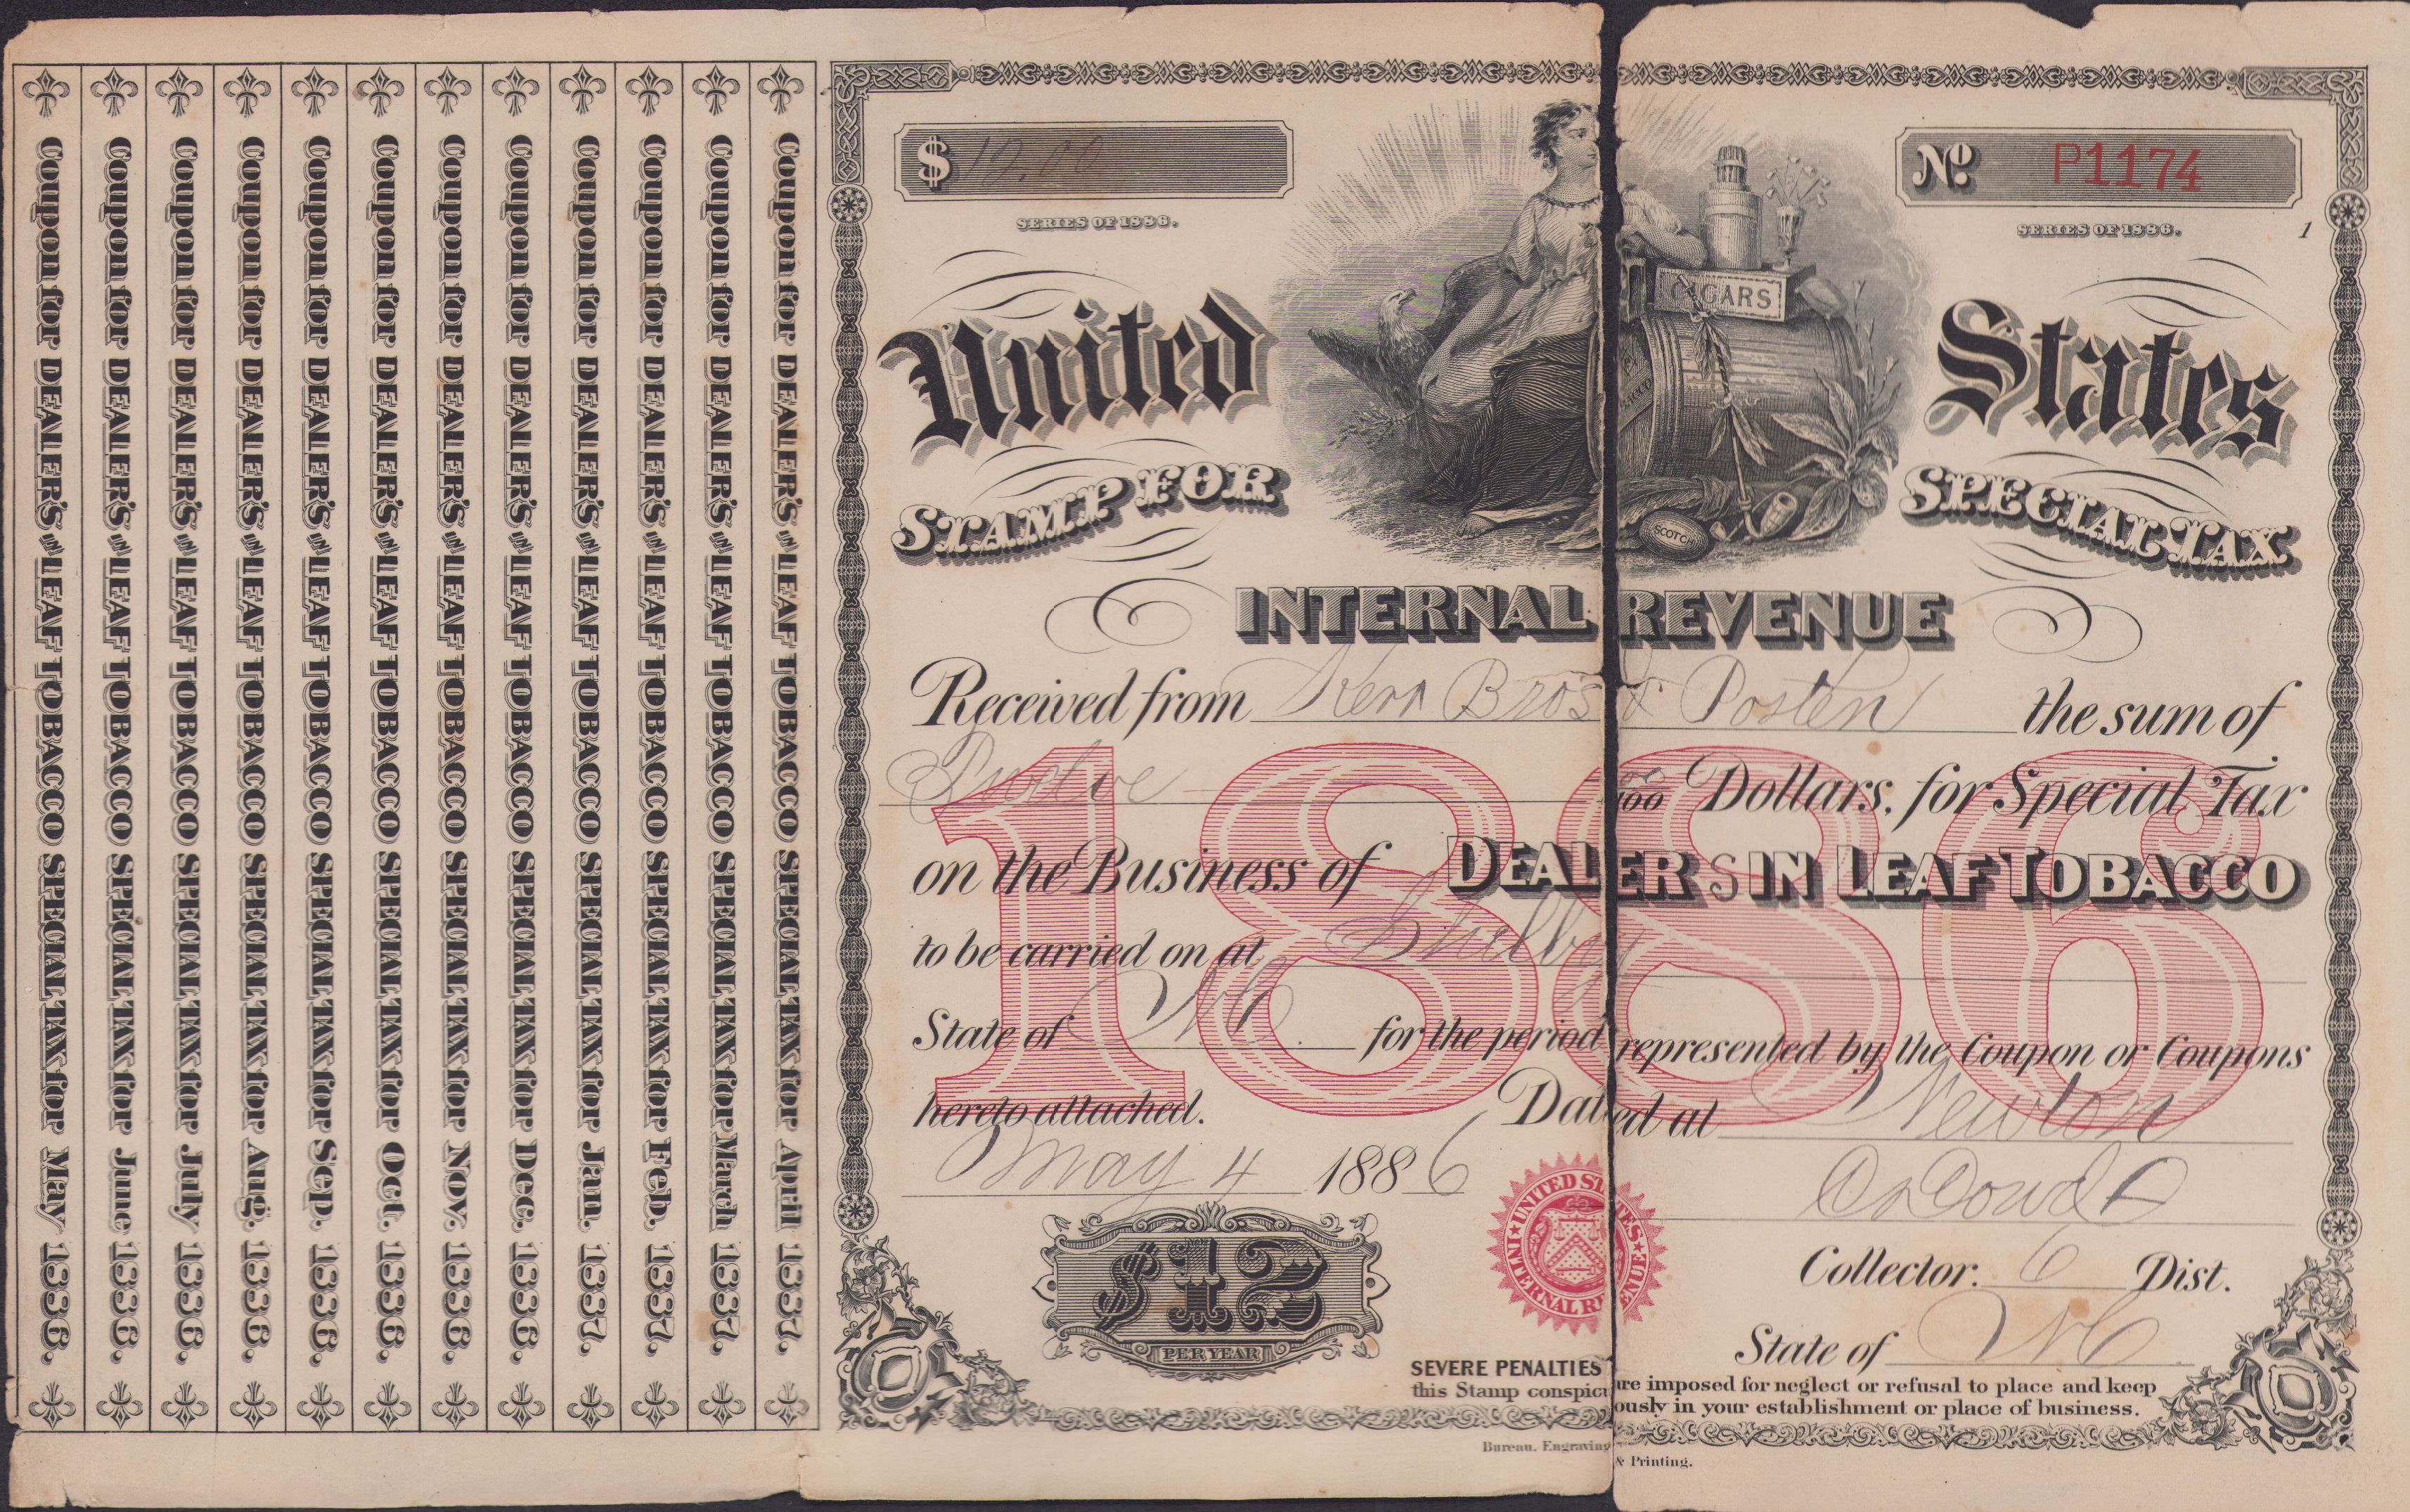 Coupon for DEALER'S IN LEAF TOBACCO SPECIAL TAX for May 1886.
Coupon for DEALER'S IN LEAF TOBACCO SPECIAL TAX for June 1886.
Coupon for DEALER'S IN LEAF TOBACCO SPECIAL TAX for July 1886.
Coupon for DEALER'S IN LEAF TOBACCO SPECIAL TAX for Aug. 1886.
Coupon for DEALER'S IN LEAF TOBACCO SPECIAL TAX for Sep. 1886.
Coupon for DEALER'S IN LEAF TOBACCO SPECIAL TAX for Oct. 1886.
Coupon for DEALER'S IN LEAF TOBACCO SPECIAL TAX for Nov. 1886.
Coupon for DEALER'S IN LEAF TOBACCO SPECIAL TAX for Dec. 1886.
Coupon for DEALER'S IN LEAF TOBACCO SPECIAL TAX for Jan. 1887.
Coupon for DEALER'S IN LEAF TOBACCO SPECIAL TAX for Feb. 1887.
Coupon for DEALER'S IN LEAF TOBACCO SPECIAL TAX for March 1887.
Coupon for DEALER'S IN LEAF TOBACCO SPECIAL TAX for April 1887.
$ 12.00
No. P1174
SERIES OF 1886.
SERIES OF 1886. 1
CIGARS
United States
STAMP FOR SPECIAL TAX
SCOTCH
INTERNAL REVENUE
Received from Kerr Bros & Posten the sum of
Twelve 00/100 Dollars, for Special Tax
1886
on the Business of DEALERS IN LEAF TOBACCO
to be carried on at Shelby
State of NC for the period represented by the Coupon or Coupons
hereto attached. Dated at Newton
May 4 1886
Dowd
UNITED STATES INTERNAL REVENUE
$12
PER YEAR
Collector. 6 Dist.
State of NC
SEVERE PENALTIES are imposed for neglect or refusal to place and keep
this Stamp conspicuously in your establishment or place of business.
Bureau. Engraving & Printing.